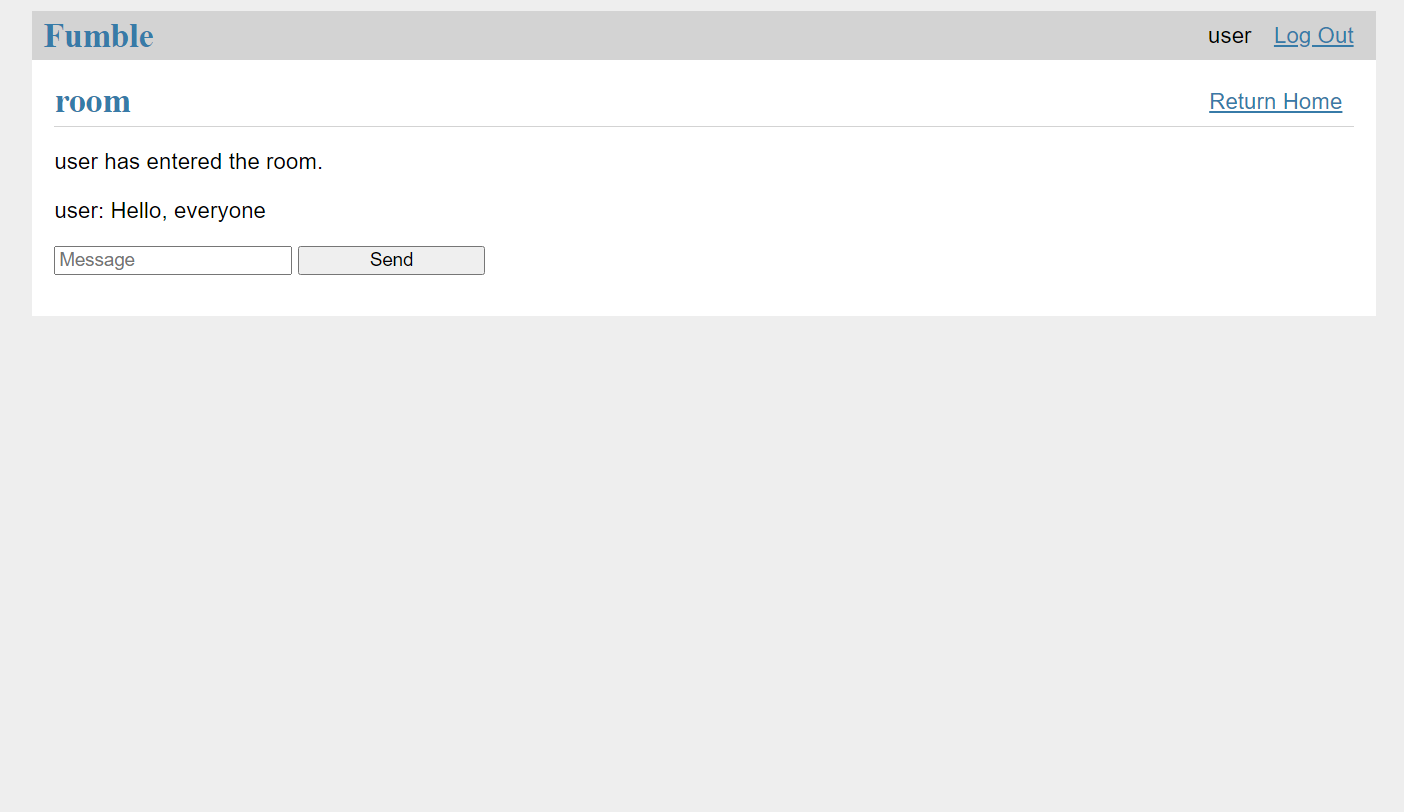 Fumble user Log Out
room Return Home
user has entered the room.
user: Hello, everyone
Message Send